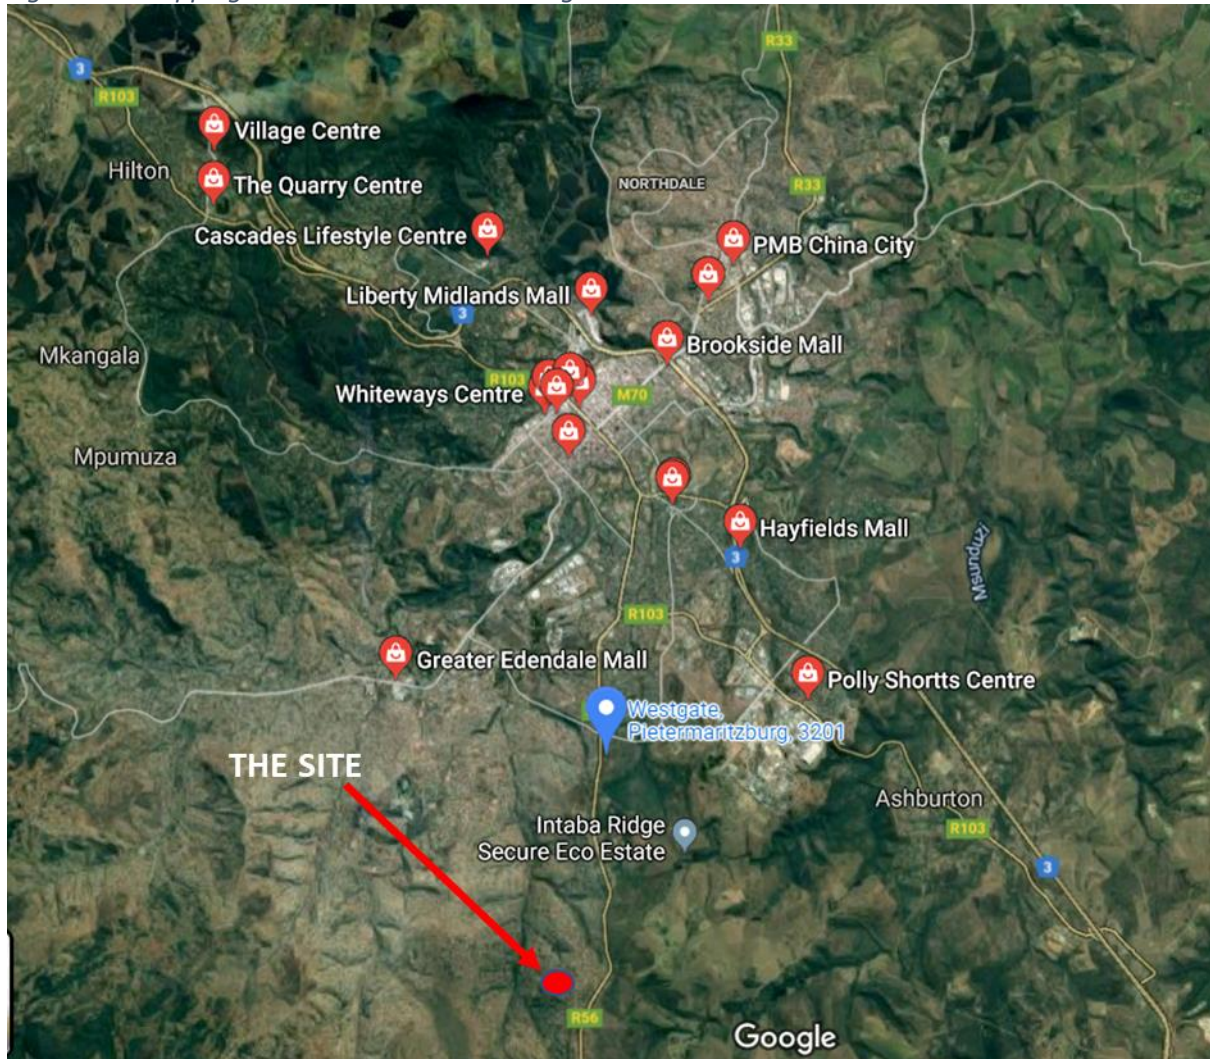 R33
3
R103
Village Centre
Hilton
NORTHDALE
R33
The Quarry Centre
Cascades Lifestyle Centre
PMB China City
Liberty Midlands Mall
3
Brookside Mall
Mkangala
R103
Whiteways Centre
M70
Mpumuza
Hayfields Mall
3
Msunduzi
R103
Greater Edendale Mall
Polly Shortts Centre
Westgate,
Pietermaritzburg, 3201
THE SITE
Ashburton
Intaba Ridge
Secure Eco Estate
R103
3
R56
Google